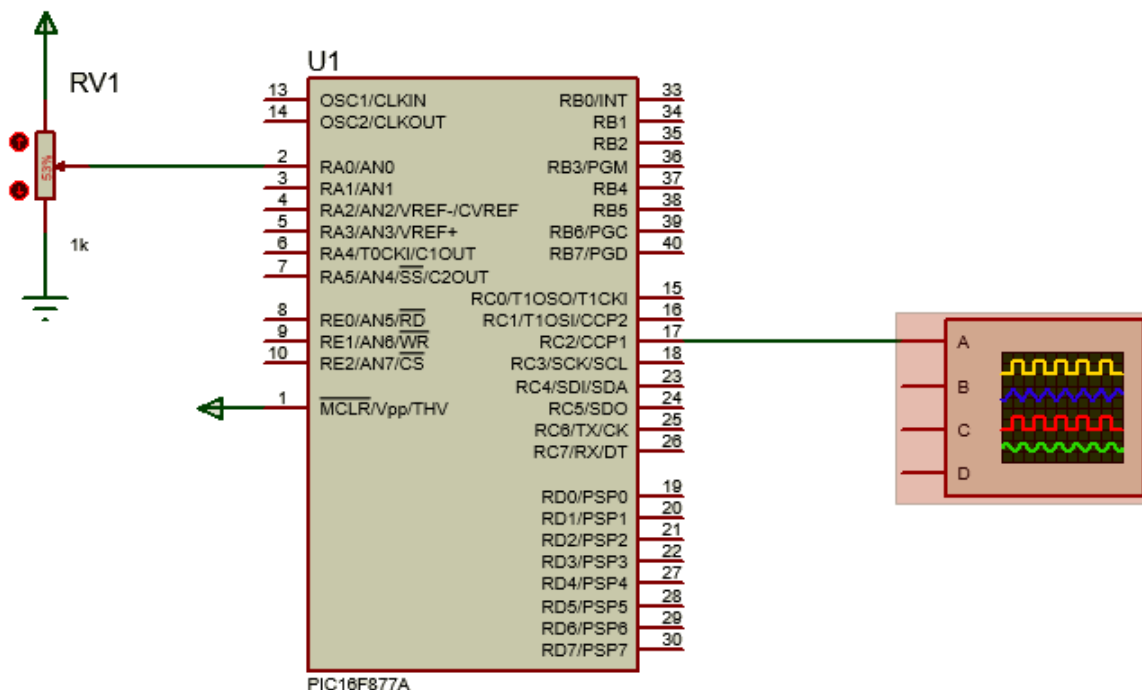 U1
RV1
53%
1k
13 OSC1/CLKIN
14 OSC2/CLKOUT
2 RA0/AN0
3 RA1/AN1
4 RA2/AN2/VREF-/CVREF
5 RA3/AN3/VREF+
6 RA4/T0CKI/C1OUT
7 RA5/AN4/SS/C2OUT
8 RE0/AN5/RD
9 RE1/AN6/WR
10 RE2/AN7/CS
1 MCLR/Vpp/THV
RB0/INT 33
RB1 34
RB2 35
RB3/PGM 36
RB4 37
RB5 38
RB6/PGC 39
RB7/PGD 40
RC0/T1OSO/T1CKI 15
RC1/T1OSI/CCP2 16
RC2/CCP1 17
RC3/SCK/SCL 18
RC4/SDI/SDA 23
RC5/SDO 24
RC6/TX/CK 25
RC7/RX/DT 26
RD0/PSP0 19
RD1/PSP1 20
RD2/PSP2 21
RD3/PSP3 22
RD4/PSP4 27
RD5/PSP5 28
RD6/PSP6 29
RD7/PSP7 30
PIC16F877A
A
B
C
D